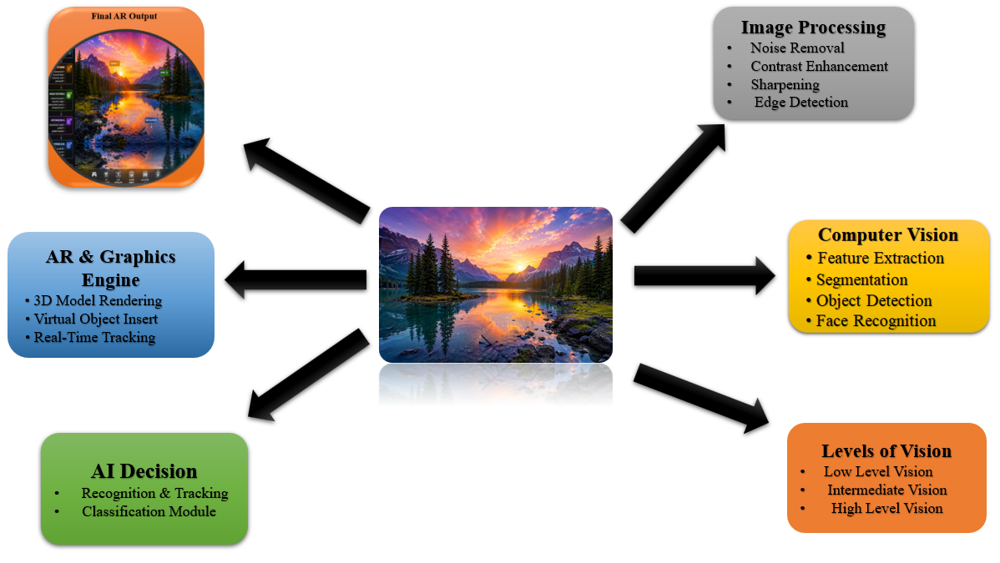 Final AR Output
Image Processing
• Noise Removal
• Contrast Enhancement
• Sharpening
• Edge Detection
AR & Graphics
Engine
• 3D Model Rendering
• Virtual Object Insert
• Real-Time Tracking
Computer Vision
• Feature Extraction
• Segmentation
• Object Detection
• Face Recognition
AI Decision
• Recognition & Tracking
• Classification Module
Levels of Vision
• Low Level Vision
• Intermediate Vision
• High Level Vision